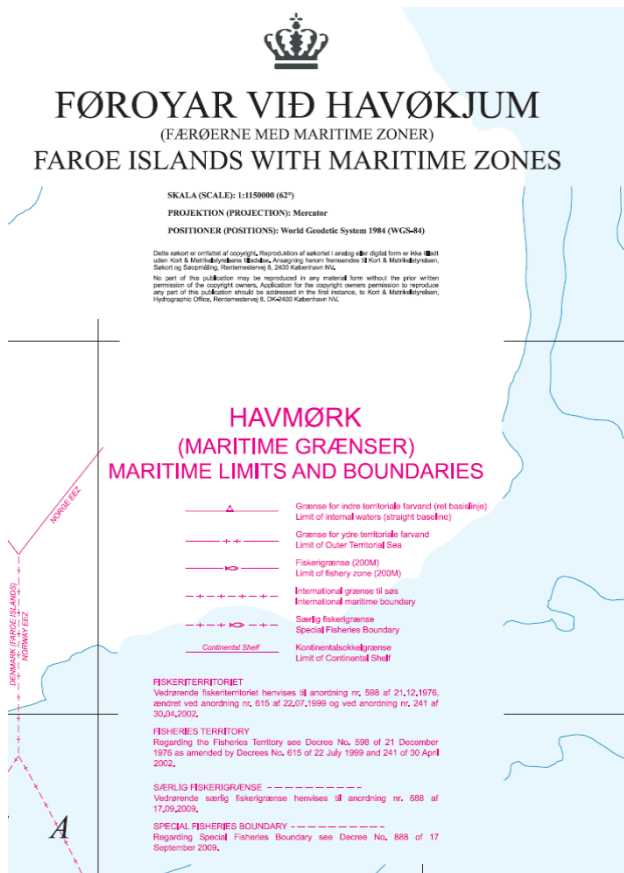 FØROYAR VIÐ HAVØKJUM
(FÆRØERNE MED MARITIME ZONER)
FAROE ISLANDS WITH MARITIME ZONES
SKALA (SCALE): 1:1150000 (62°)
PROJEKTION (PROJECTION): Mercator
POSITIONER (POSITIONS): World Geodetic System 1984 (WGS-84)
Dette søkort er omfattet af copyright. Reproduktion af søkortet i analog eller digital form er ikke tilladt
uden Kort & Matrikelstyrelsens tilladelse. Ansøgning herom fremsendes til Kort & Matrikelstyrelsen,
Søkort og Søopmåling, Rentemestervej 8, 2400 København NV.
No part of this publication may be reproduced in any material form without the prior written
permission of the copyright owners. Application for the copyright owners permission to reproduce
any part of this publication should be addressed in the first instance, to Kort & Matrikelstyrelsen,
Hydrographic Office, Rentemestervej 8, DK-2400 København NV.
HAVMØRK
(MARITIME GRÆNSER)
MARITIME LIMITS AND BOUNDARIES
Grænse for indre territoriale farvand (ret basislinje)
Limit of internal waters (straight baseline)
Grænse for ydre territoriale farvand
Limit of Outer Territorial Sea
Fiskerigrænse (200M)
Limit of fishery zone (200M)
International grænse til søs
International maritime boundary
Særlig fiskerigrænse
Special Fisheries Boundary
Continental Shelf
Kontinentalsokkelgrænse
Limit of Continental Shelf
NORGE EEZ
DENMARK (FAROE ISLANDS)
NORWAY EEZ
FISKERITERRITORIET
Vedrørende fiskeriterritoriet henvises til anordning nr. 598 af 21.12.1976,
ændret ved anordning nr. 615 af 22.07.1999 og ved anordning nr. 241 af
30.04.2002.
FISHERIES TERRITORY
Regarding the Fisheries Territory see Decree No. 598 of 21 December
1976 as amended by Decrees No. 615 of 22 July 1999 and 241 of 30 April
2002.
SÆRLIG FISKERIGRÆNSE
Vedrørende særlig fiskerigrænse henvises til anordning nr. 888 af
17.09.2009.
SPECIAL FISHERIES BOUNDARY
Regarding Special Fisheries Boundary see Decree No. 888 of 17
September 2009.
A